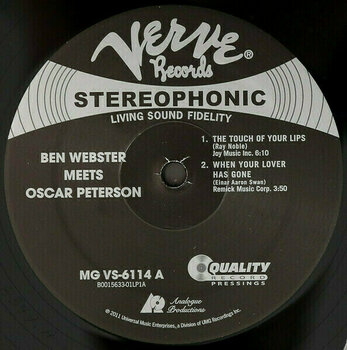 Verve®
Records
STEREOPHONIC
LIVING SOUND FIDELITY
BEN WEBSTER
MEETS
OSCAR PETERSON
1. THE TOUCH OF YOUR LIPS
(Ray Noble)
Joy Music Inc. 6:10
2. WHEN YOUR LOVER
HAS GONE
(Einar Aaron Swan)
Remick Music Corp. 3:50
MG VS-6114 A
B0015633-01LP1A
Analogue
Productions
QUALITY
RECORD
PRESSINGS
℗ 2011 Universal Music Enterprises, a Division of UMG Recordings Inc.